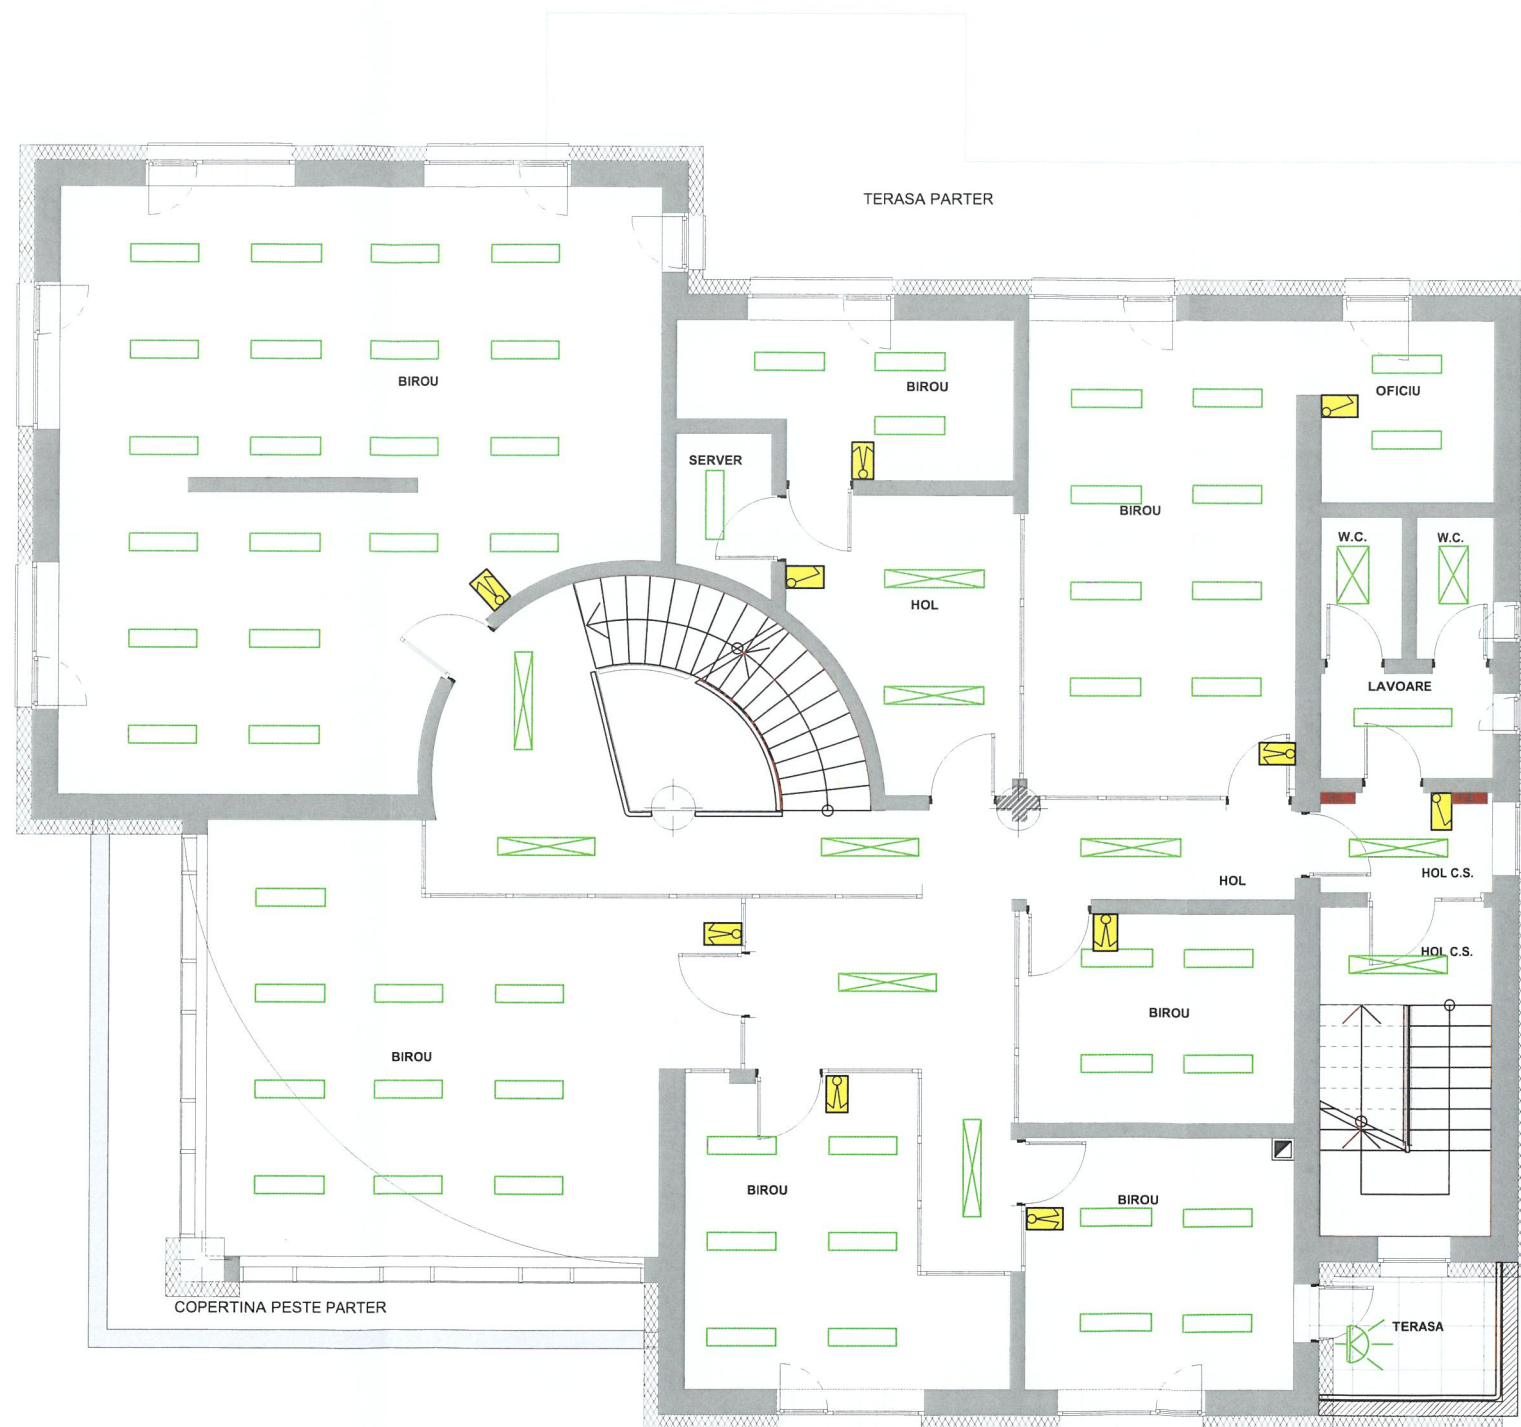 TERASA PARTER
BIROU
BIROU
OFICIU
SERVER
BIROU
W.C.
W.C.
HOL
LAVOARE
HOL
HOL C.S.
HOL C.S.
BIROU
BIROU
BIROU
BIROU
COPERTINA PESTE PARTER
TERASA